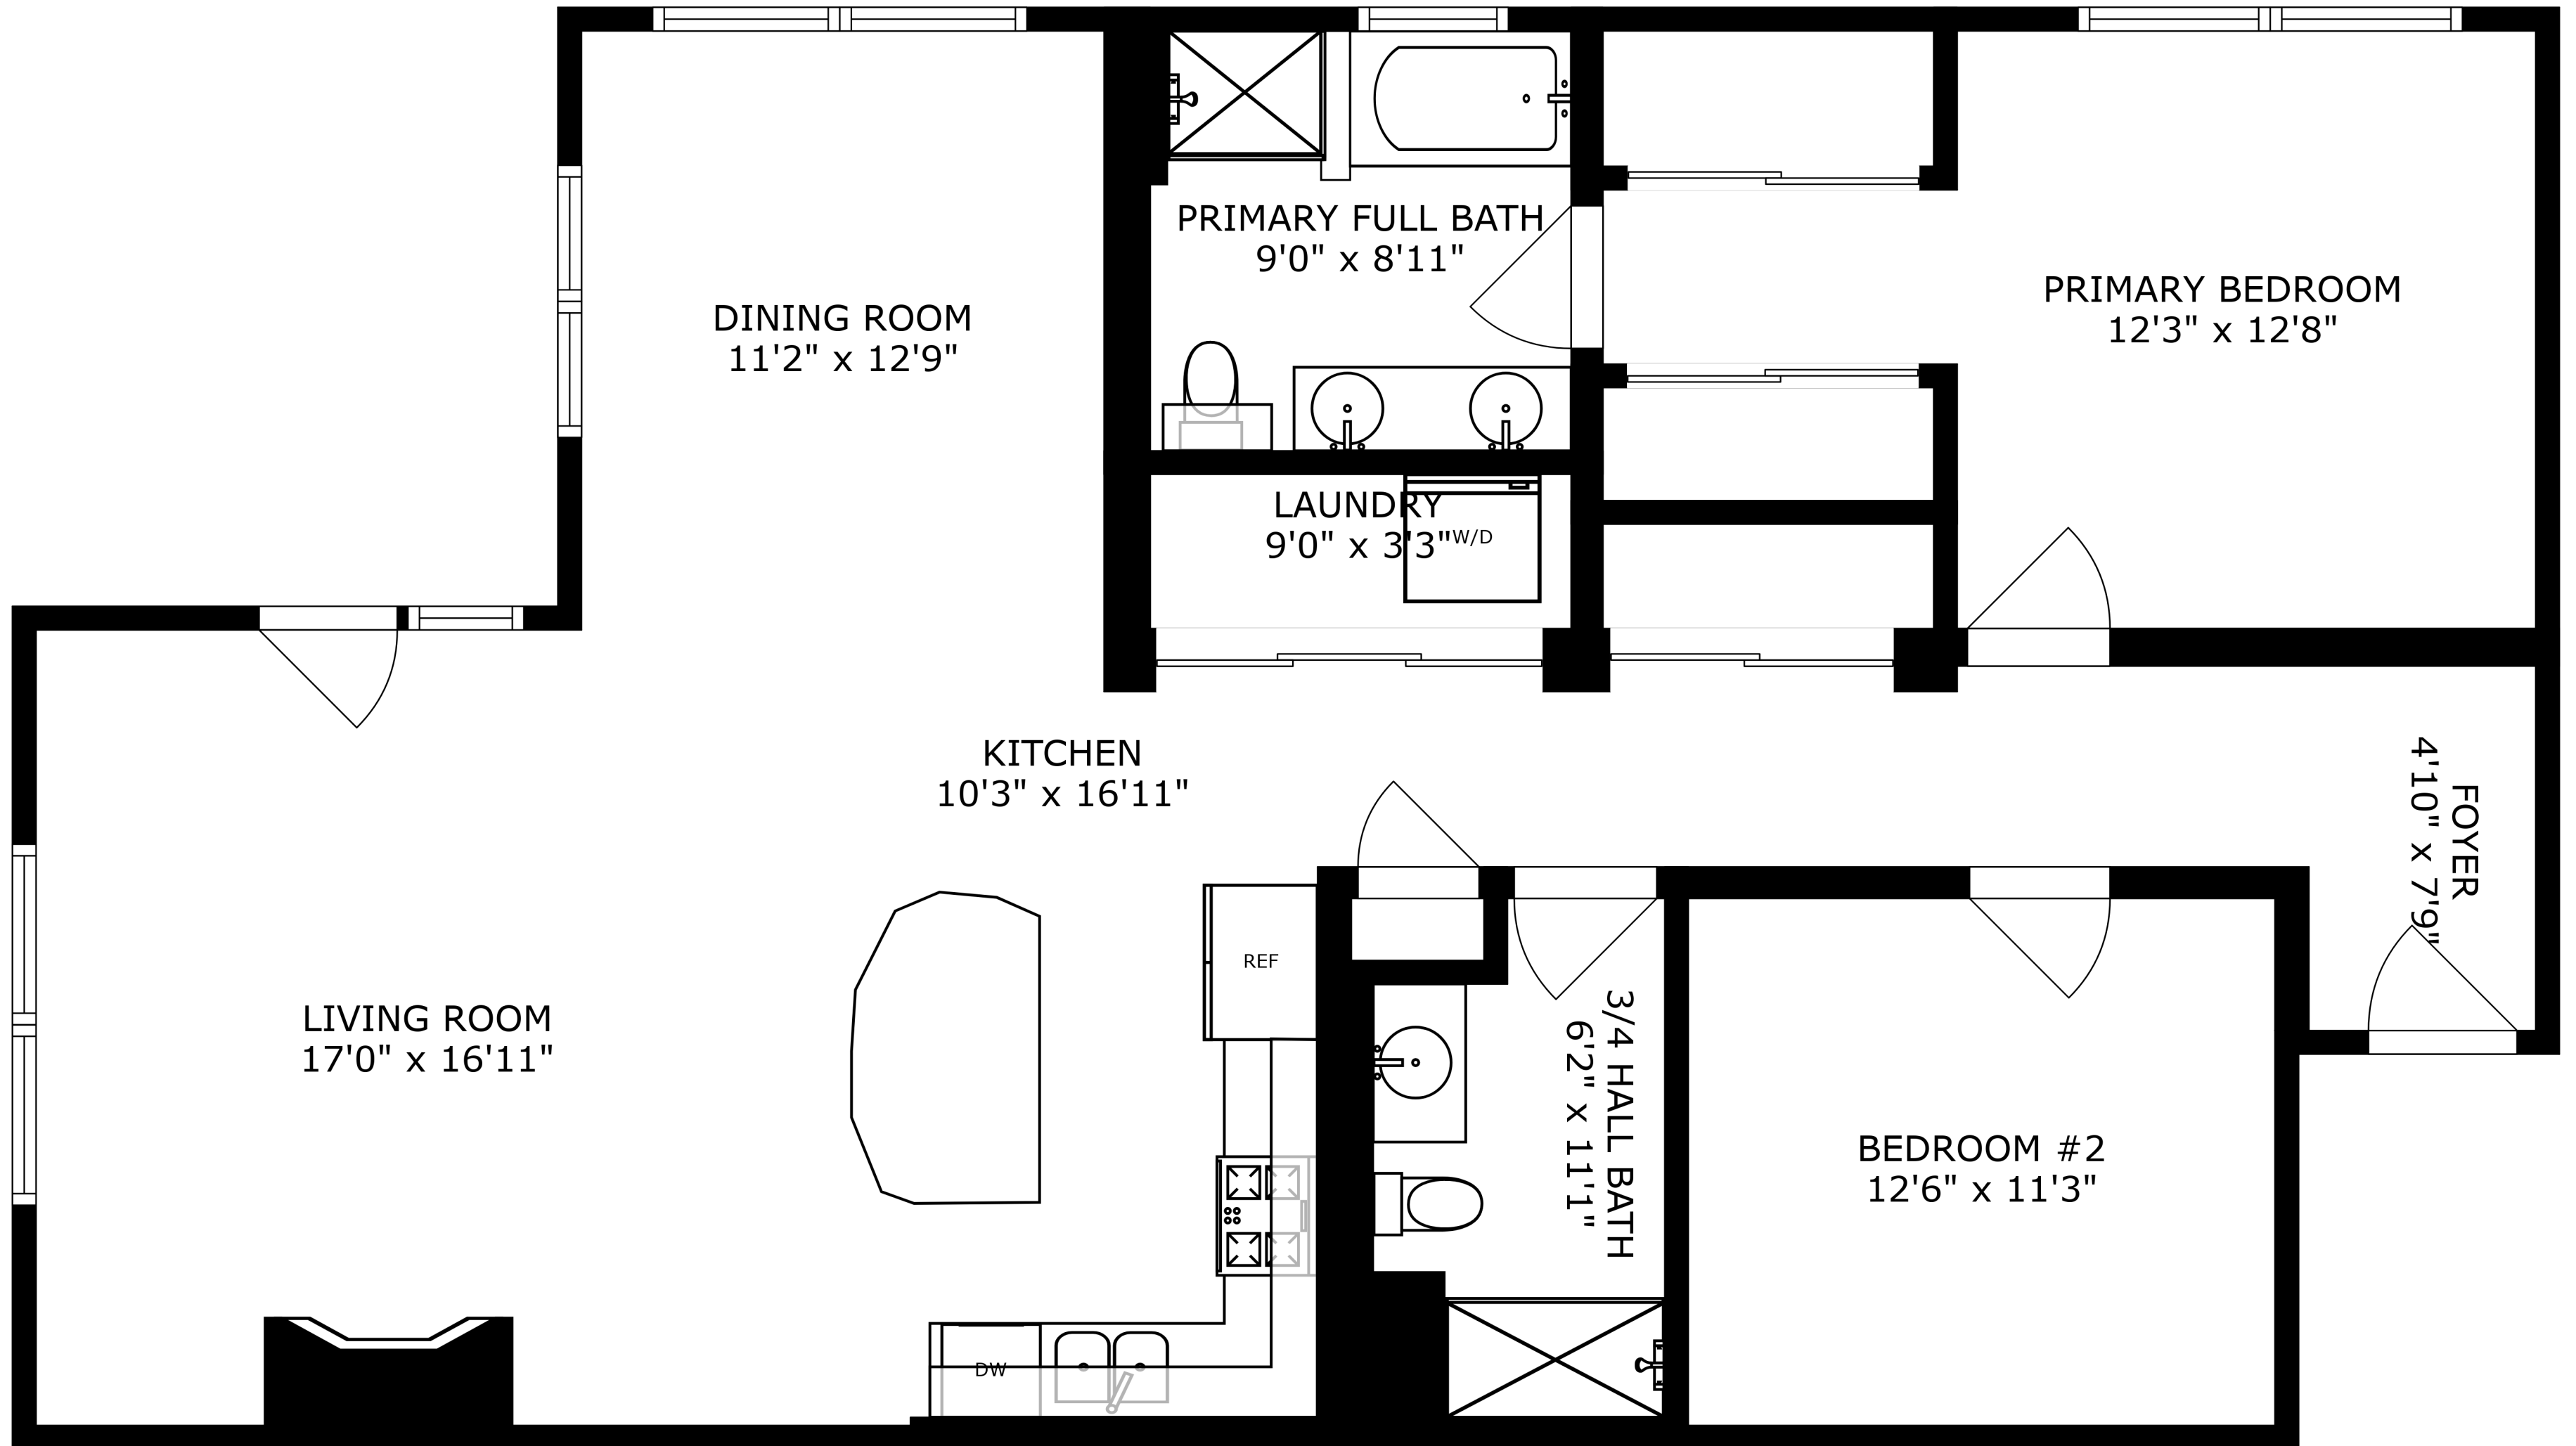 PRIMARY FULL BATH
9'0" x 8'11"
PRIMARY BEDROOM
12'3" x 12'8"
DINING ROOM
11'2" x 12'9"
LAUNDRY
9'0" x 3'3"
W/D
KITCHEN
10'3" x 16'11"
FOYER
4'10" x 7'9"
REF
LIVING ROOM
17'0" x 16'11"
3/4 HALL BATH
6'2" x 11'1"
BEDROOM #2
12'6" x 11'3"
DW